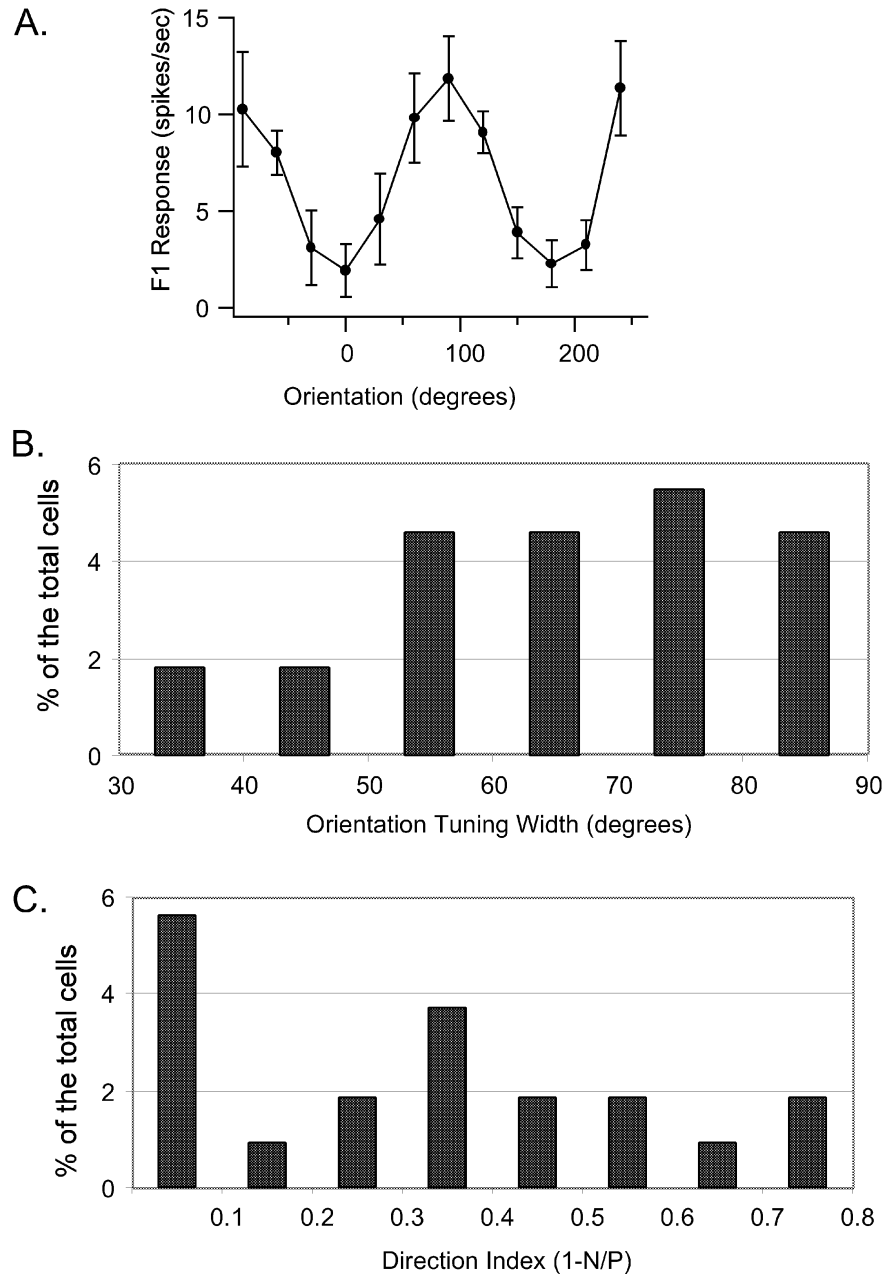 A.
F1 Response (spikes/sec)
15
10
5
0
0 100 200
Orientation (degrees)
B.
% of the total cells
6
4
2
0
30 40 50 60 70 80 90
Orientation Tuning Width (degrees)
C.
% of the total cells
6
4
2
0
0.1 0.2 0.3 0.4 0.5 0.6 0.7 0.8
Direction Index (1-N/P)